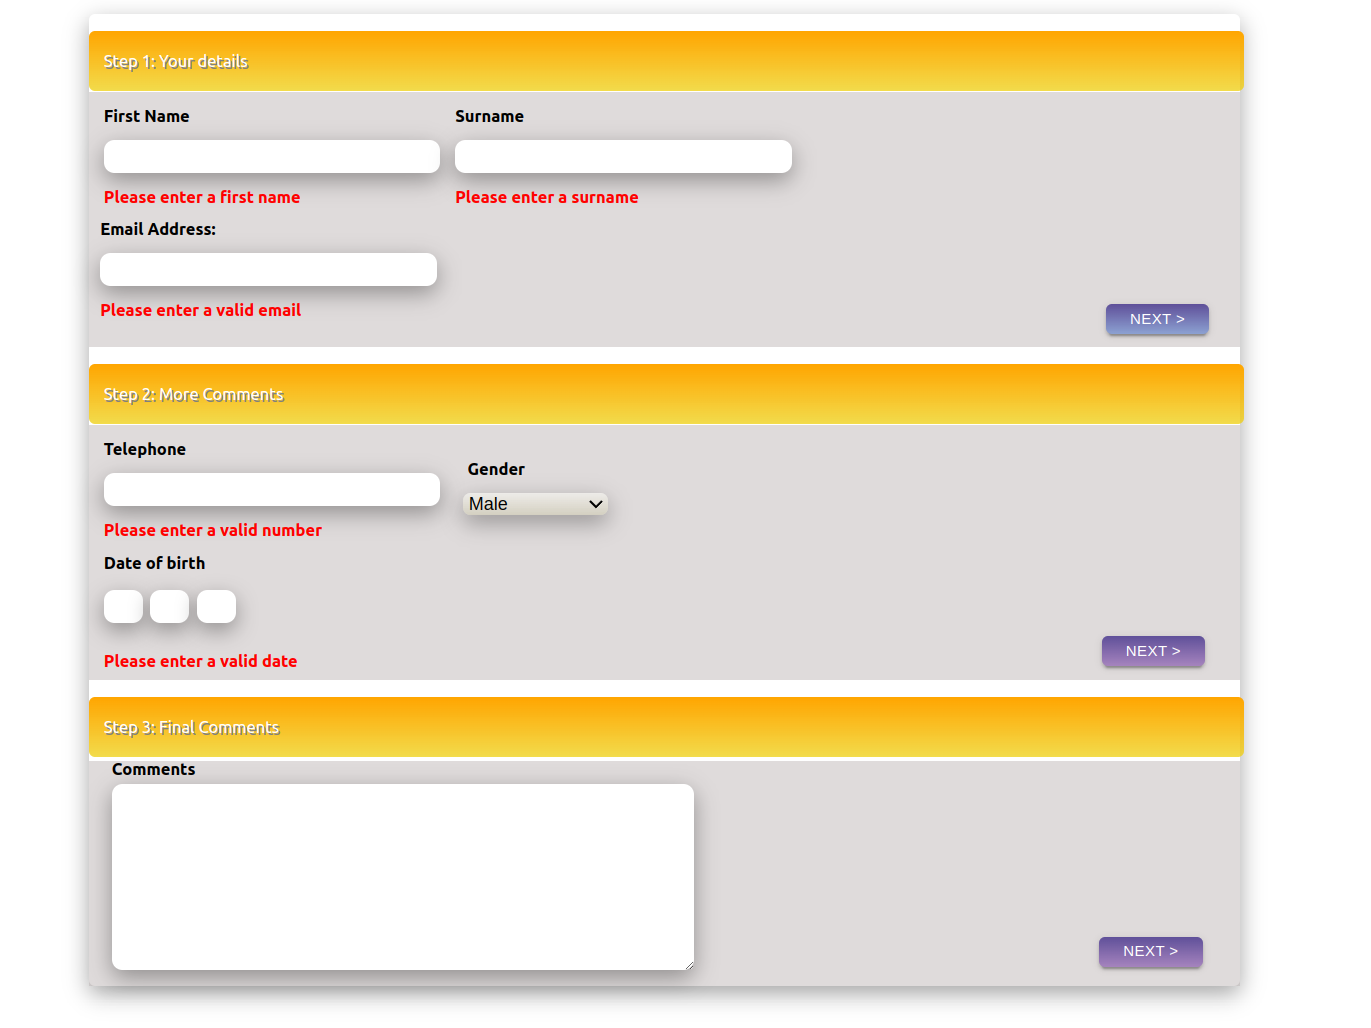 Step 1: Your details
First Name
Surname
Please enter a first name
Please enter a surname
Email Address:
Please enter a valid email
NEXT >
Step 2: More Comments
Telephone
Gender
Male
Please enter a valid number
Date of birth
Please enter a valid date
NEXT >
Step 3: Final Comments
Comments
NEXT >